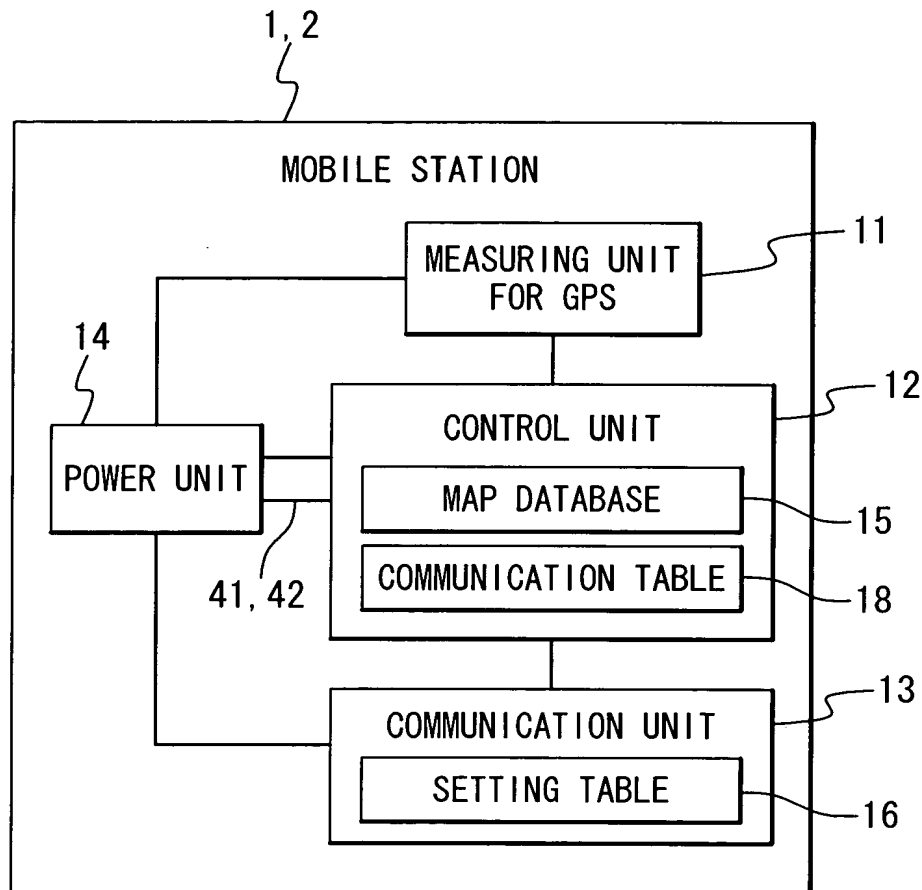 1, 2
MOBILE STATION
11
MEASURING UNIT
FOR GPS
14
12
CONTROL UNIT
POWER UNIT
MAP DATABASE
15
COMMUNICATION TABLE
41, 42
18
13
COMMUNICATION UNIT
SETTING TABLE
16